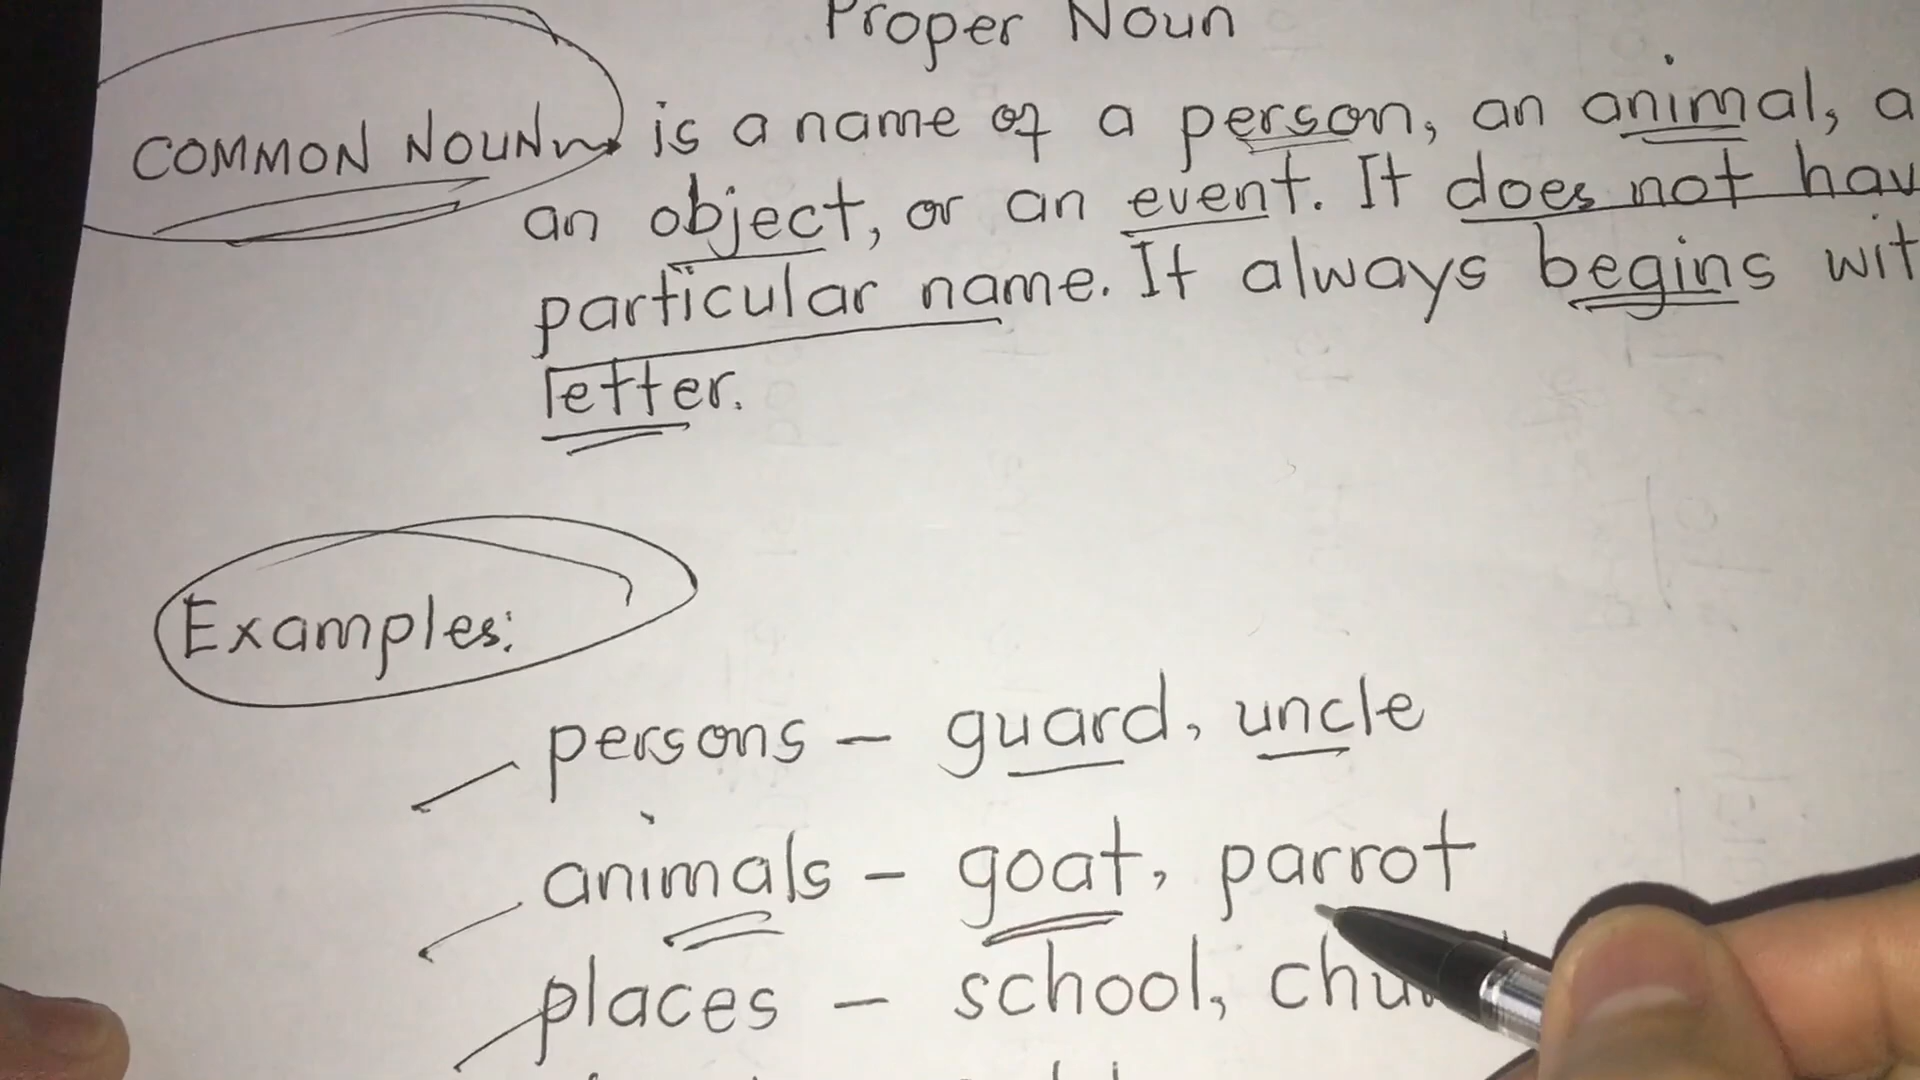 Proper Noun
COMMON NOUN is a name of a person, an animal, a
an object, or an event. It does not hav
particular name. It always begins wit
letter.
Examples:
persons – guard, uncle
animals – goat, parrot
places – school, chu